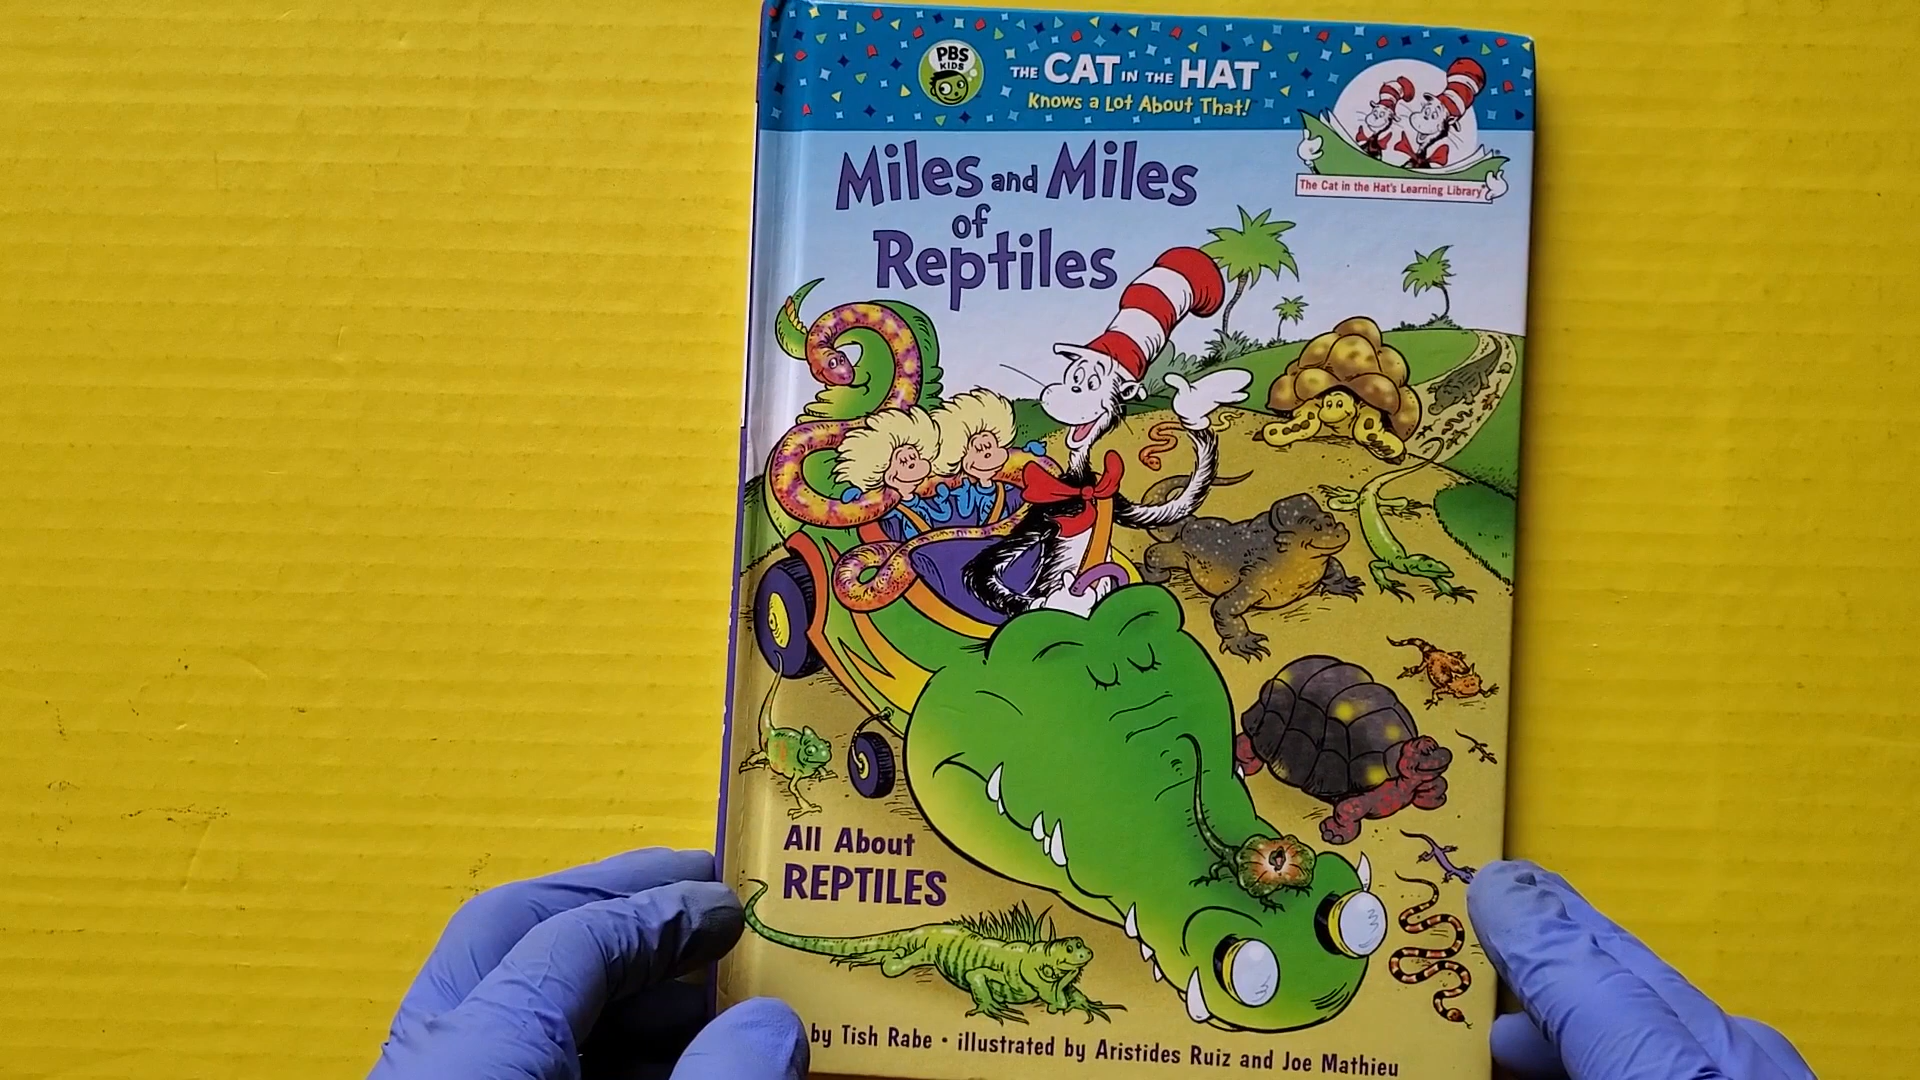 PBS
KIDS
THE CAT IN THE HAT
Knows a Lot About That!
The Cat in the Hat's Learning Library®
Miles and Miles
of
Reptiles
All About
REPTILES
by Tish Rabe • illustrated by Aristides Ruiz and Joe Mathieu